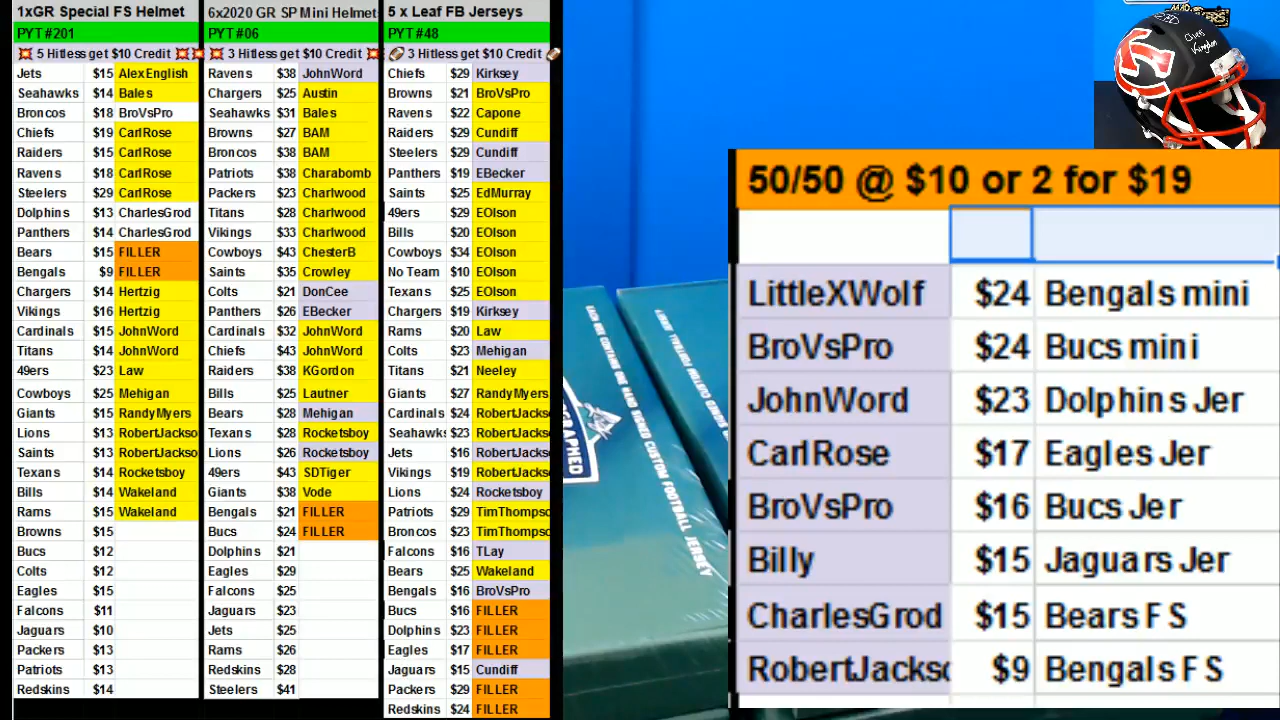 1xGR Special FS Helmet
PYT #201
5 Hitless get $10 Credit
Jets $15 AlexEnglish
Seahawks $14 Bales
Broncos $18 BroVsPro
Chiefs $19 CarlRose
Raiders $15 CarlRose
Ravens $18 CarlRose
Steelers $29 CarlRose
Dolphins $13 CharlesGrod
Panthers $14 CharlesGrod
Bears $15 FILLER
Bengals $9 FILLER
Chargers $14 Hertzig
Vikings $16 Hertzig
Cardinals $15 JohnWord
Titans $14 JohnWord
49ers $23 Law
Cowboys $25 Mehigan
Giants $15 RandyMyers
Lions $13 RobertJackso
Saints $13 RobertJackso
Texans $14 Rocketsboy
Bills $14 Wakeland
Rams $15 Wakeland
Browns $15
Bucs $12
Colts $12
Eagles $15
Falcons $11
Jaguars $10
Packers $13
Patriots $13
Redskins $14
6x2020 GR SP Mini Helmet
PYT #06
3 Hitless get $10 Credit
Ravens $38 JohnWord
Chargers $25 Austin
Seahawks $31 Bales
Browns $27 BAM
Broncos $38 BAM
Patriots $38 Charabomb
Packers $23 Charlwood
Titans $28 Charlwood
Vikings $33 Charlwood
Cowboys $43 ChesterB
Saints $35 Crowley
Colts $21 DonCee
Panthers $26 EBecker
Cardinals $32 JohnWord
Chiefs $43 JohnWord
Raiders $38 KGordon
Bills $25 Lautner
Bears $28 Mehigan
Texans $28 Rocketsboy
Lions $26 Rocketsboy
49ers $43 SDTiger
Giants $38 Vode
Bengals $21 FILLER
Bucs $24 FILLER
Dolphins $21
Eagles $29
Falcons $25
Jaguars $23
Jets $25
Rams $26
Redskins $28
Steelers $41
5 x Leaf FB Jerseys
PYT #48
3 Hitless get $10 Credit
Chiefs $29 Kirksey
Browns $21 BroVsPro
Ravens $22 Capone
Raiders $29 Cundiff
Steelers $29 Cundiff
Panthers $19 EBecker
Saints $25 EdMurray
49ers $29 EOlson
Bills $20 EOlson
Cowboys $34 EOlson
No Team $10 EOlson
Texans $25 EOlson
Chargers $19 Kirksey
Rams $20 Law
Colts $23 Mehigan
Titans $21 Neeley
Giants $27 RandyMyers
Cardinals $24 RobertJackso
Seahawks $23 RobertJackso
Jets $16 RobertJackso
Vikings $19 RobertJackso
Lions $24 Rocketsboy
Patriots $29 TimThompso
Broncos $23 TimThompso
Falcons $16 TLay
Bears $25 Wakeland
Bengals $16 BroVsPro
Bucs $16 FILLER
Dolphins $23 FILLER
Eagles $17 FILLER
Jaguars $15 Cundiff
Packers $29 FILLER
Redskins $24 FILLER
50/50 @ $10 or 2 for $19
LittleXWolf $24 Bengals mini
BroVsPro $24 Bucs mini
JohnWord $23 Dolphins Jer
CarlRose $17 Eagles Jer
BroVsPro $16 Bucs Jer
Billy $15 Jaguars Jer
CharlesGrod $15 Bears FS
RobertJackso $9 Bengals FS